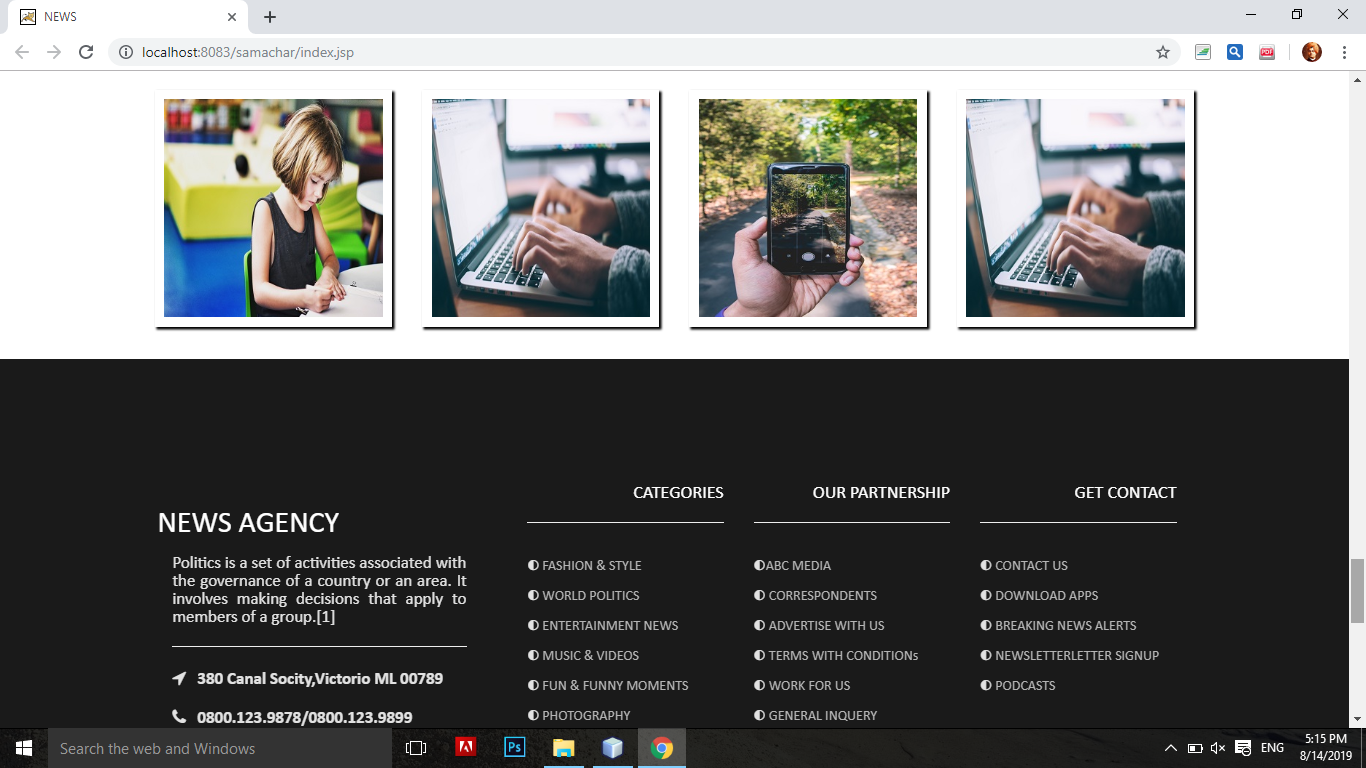 NEWS
localhost:8083/samachar/index.jsp
PDF
NEWS AGENCY
Politics is a set of activities associated with
the governance of a country or an area. It
involves making decisions that apply to
members of a group.[1]
380 Canal Socity,Victorio ML 00789
0800.123.9878/0800.123.9899
CATEGORIES
FASHION & STYLE
WORLD POLITICS
ENTERTAINMENT NEWS
MUSIC & VIDEOS
FUN & FUNNY MOMENTS
PHOTOGRAPHY
OUR PARTNERSHIP
ABC MEDIA
CORRESPONDENTS
ADVERTISE WITH US
TERMS WITH CONDITIONs
WORK FOR US
GENERAL INQUERY
GET CONTACT
CONTACT US
DOWNLOAD APPS
BREAKING NEWS ALERTS
NEWSLETTERLETTER SIGNUP
PODCASTS
Search the web and Windows
Ps
ENG
5:15 PM
8/14/2019